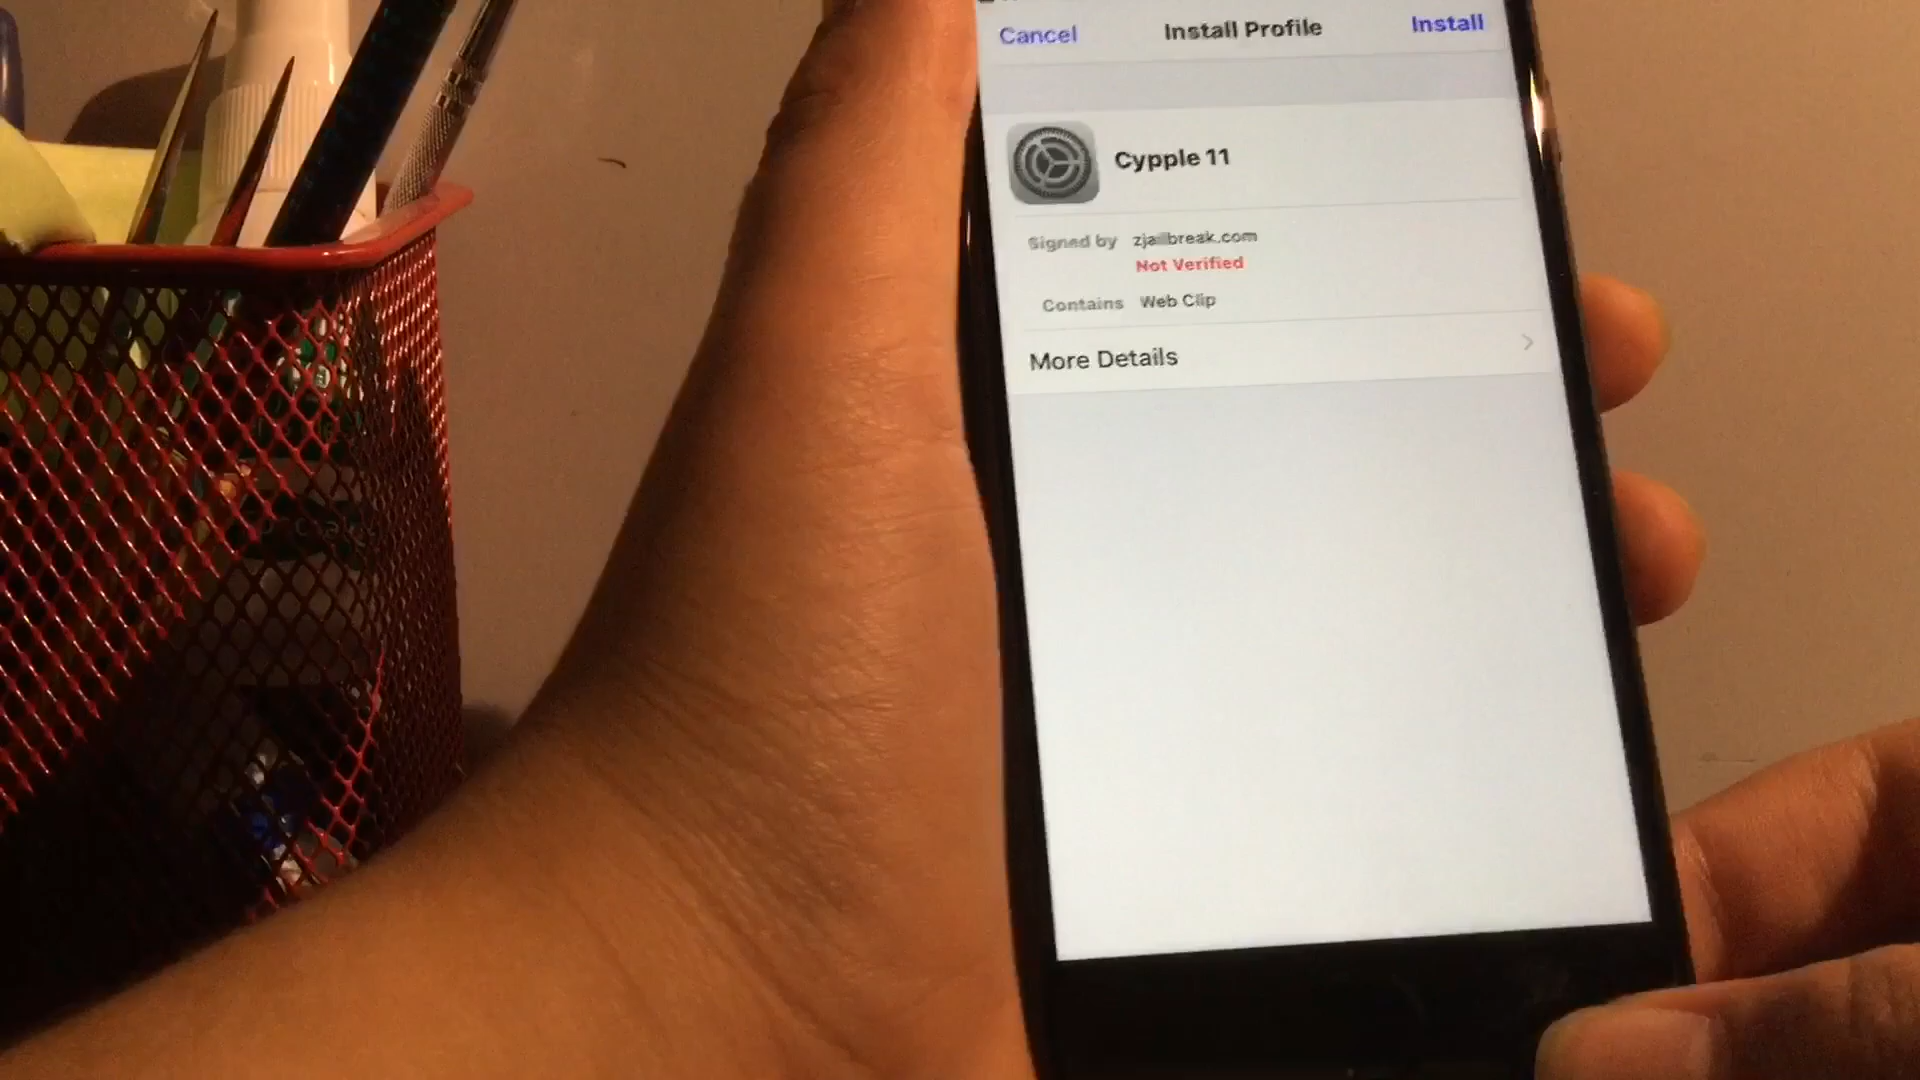 Cancel Install Profile Install
Cypple 11
Signed by zjailbreak.com
Not Verified
Contains Web Clip
More Details